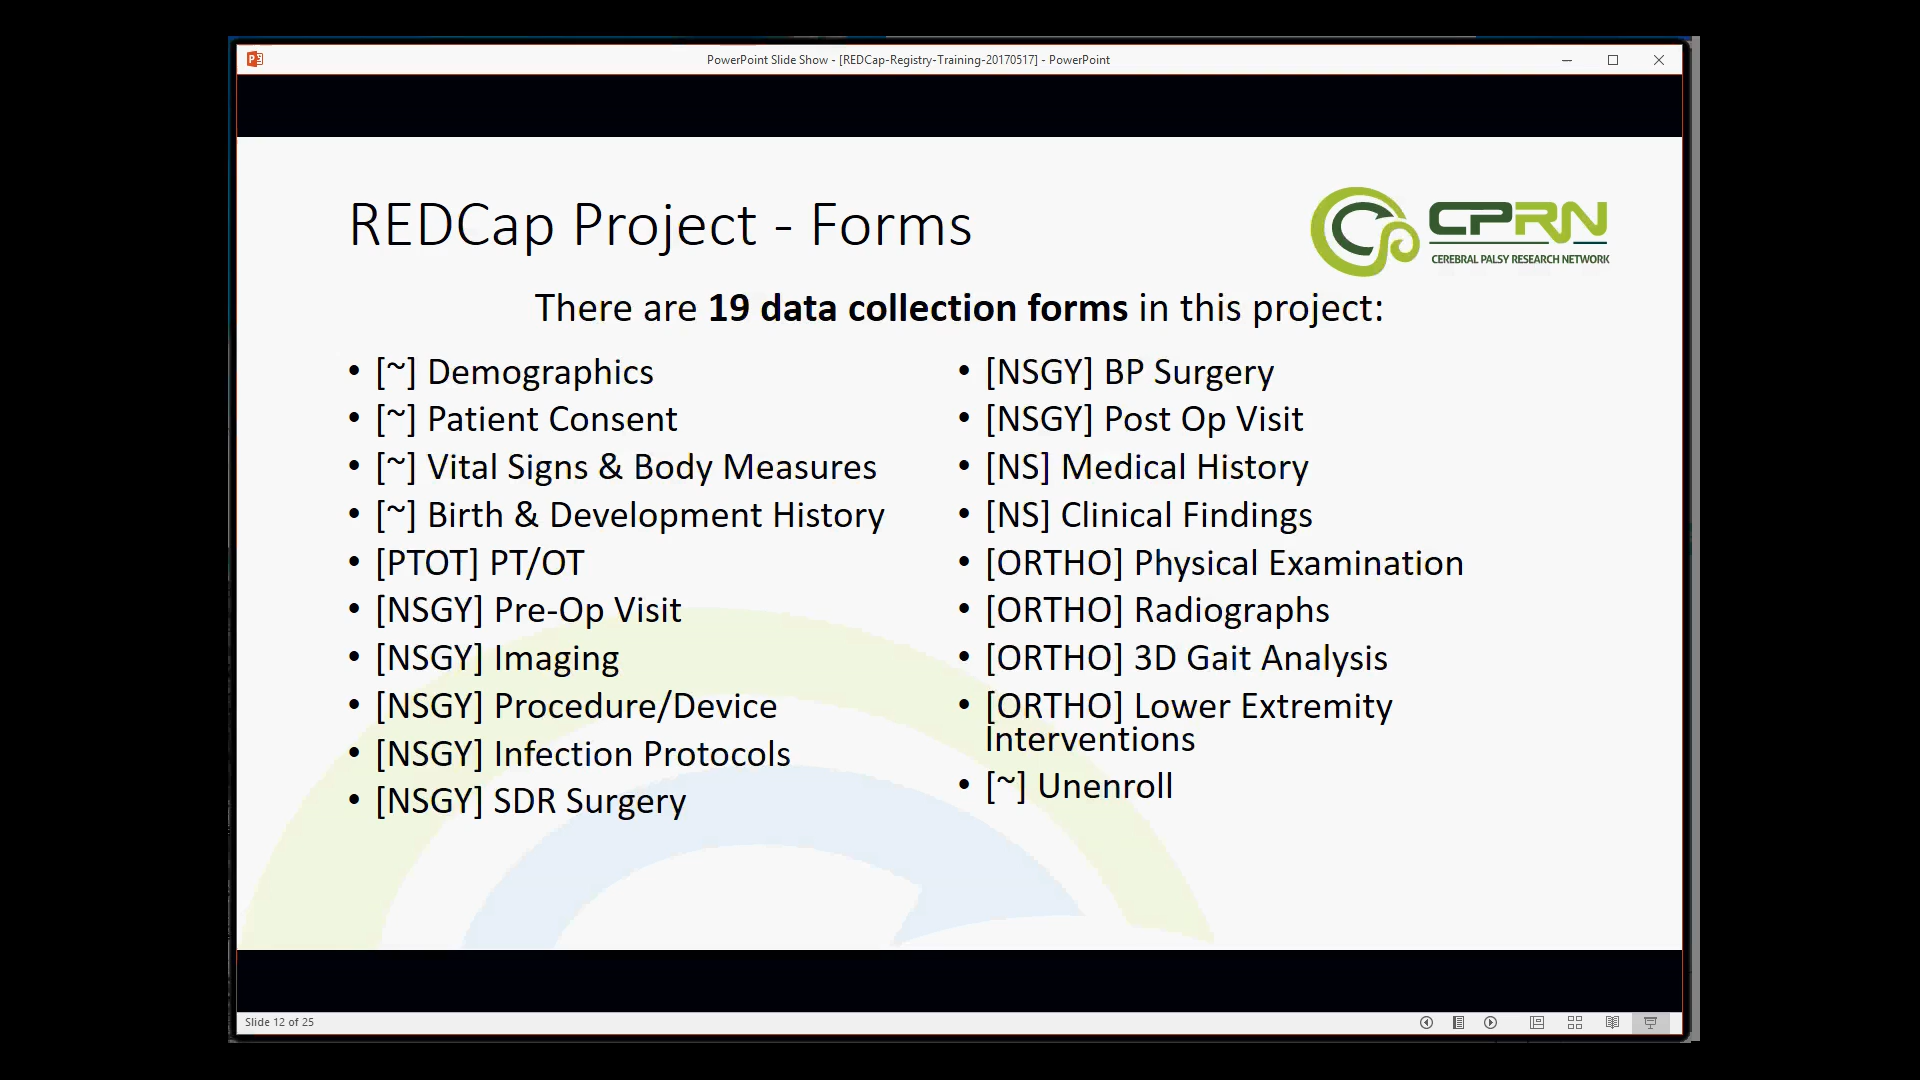 PowerPoint Slide Show - [REDCap-Registry-Training-20170517] - PowerPoint
REDCap Project - Forms
CPRN
CEREBRAL PALSY RESEARCH NETWORK
There are 19 data collection forms in this project:
• [~] Demographics
• [~] Patient Consent
• [~] Vital Signs & Body Measures
• [~] Birth & Development History
• [PTOT] PT/OT
• [NSGY] Pre-Op Visit
• [NSGY] Imaging
• [NSGY] Procedure/Device
• [NSGY] Infection Protocols
• [NSGY] SDR Surgery
• [NSGY] BP Surgery
• [NSGY] Post Op Visit
• [NS] Medical History
• [NS] Clinical Findings
• [ORTHO] Physical Examination
• [ORTHO] Radiographs
• [ORTHO] 3D Gait Analysis
• [ORTHO] Lower Extremity
Interventions
• [~] Unenroll
Slide 12 of 25